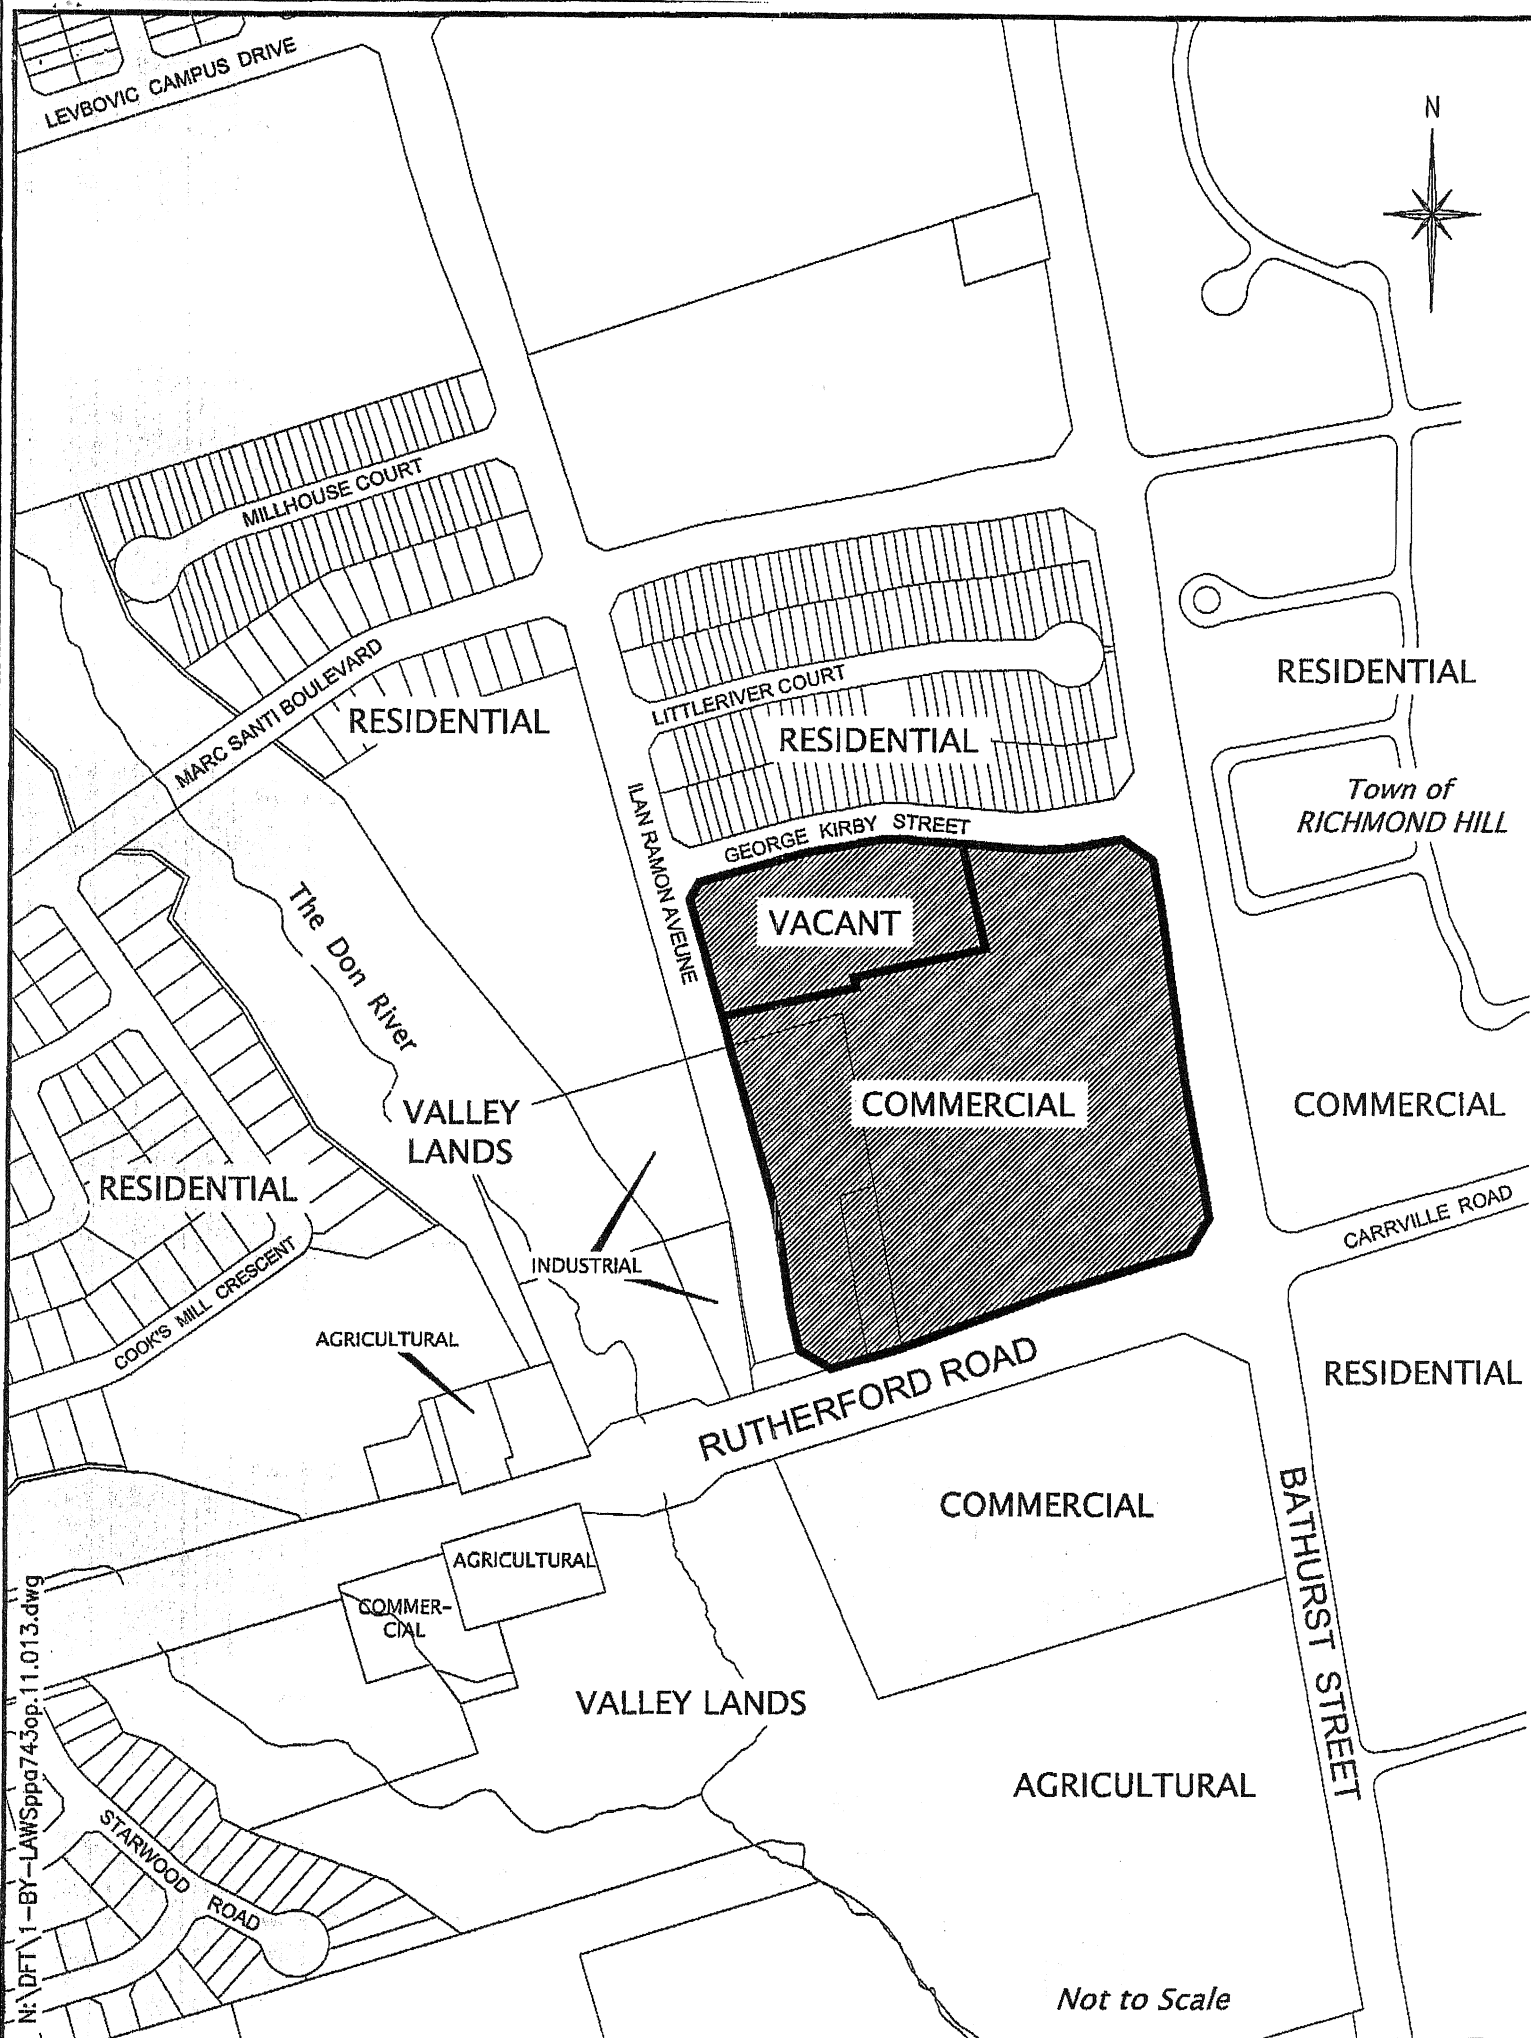 LEVBOVIC CAMPUS DRIVE
N
MILLHOUSE COURT
MARC SANTI BOULEVARD
RESIDENTIAL
LITTLERIVER COURT
RESIDENTIAL
RESIDENTIAL
Town of
RICHMOND HILL
ILAN RAMON AVEUNE
GEORGE KIRBY STREET
VACANT
The Don River
VALLEY
LANDS
COMMERCIAL
COMMERCIAL
RESIDENTIAL
CARRVILLE ROAD
INDUSTRIAL
COOK'S MILL CRESCENT
AGRICULTURAL
RUTHERFORD ROAD
RESIDENTIAL
COMMERCIAL
BATHURST STREET
AGRICULTURAL
COMMER-
CIAL
VALLEY LANDS
AGRICULTURAL
STARWOOD ROAD
Not to Scale
N:\DFT\1-BY-LAWSppa743op.11.013.dwg